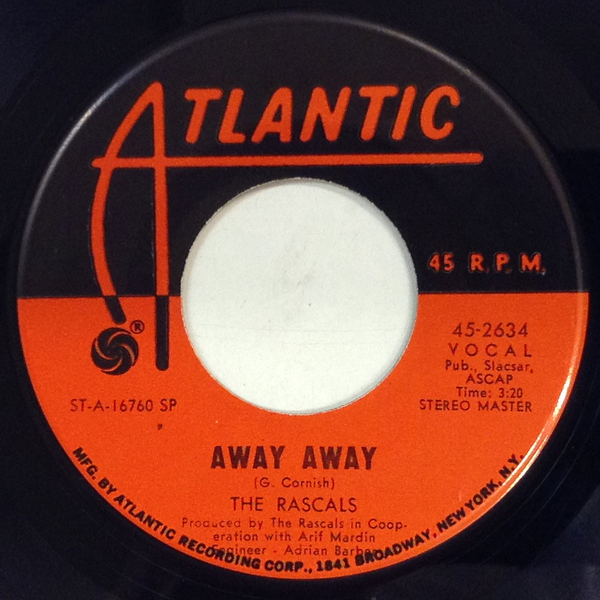 ATLANTIC
45 R.P.M.
®
45-2634
VOCAL
Pub., Slacsar,
ASCAP
Time: 3:20
STEREO MASTER
ST-A-16760 SP
AWAY AWAY
(G. Cornish)
THE RASCALS
Produced by The Rascals in Coop-
eration with Arif Mardin
Engineer - Adrian Barber
MFG. BY ATLANTIC RECORDING CORP., 1841 BROADWAY, NEW YORK, N.Y.